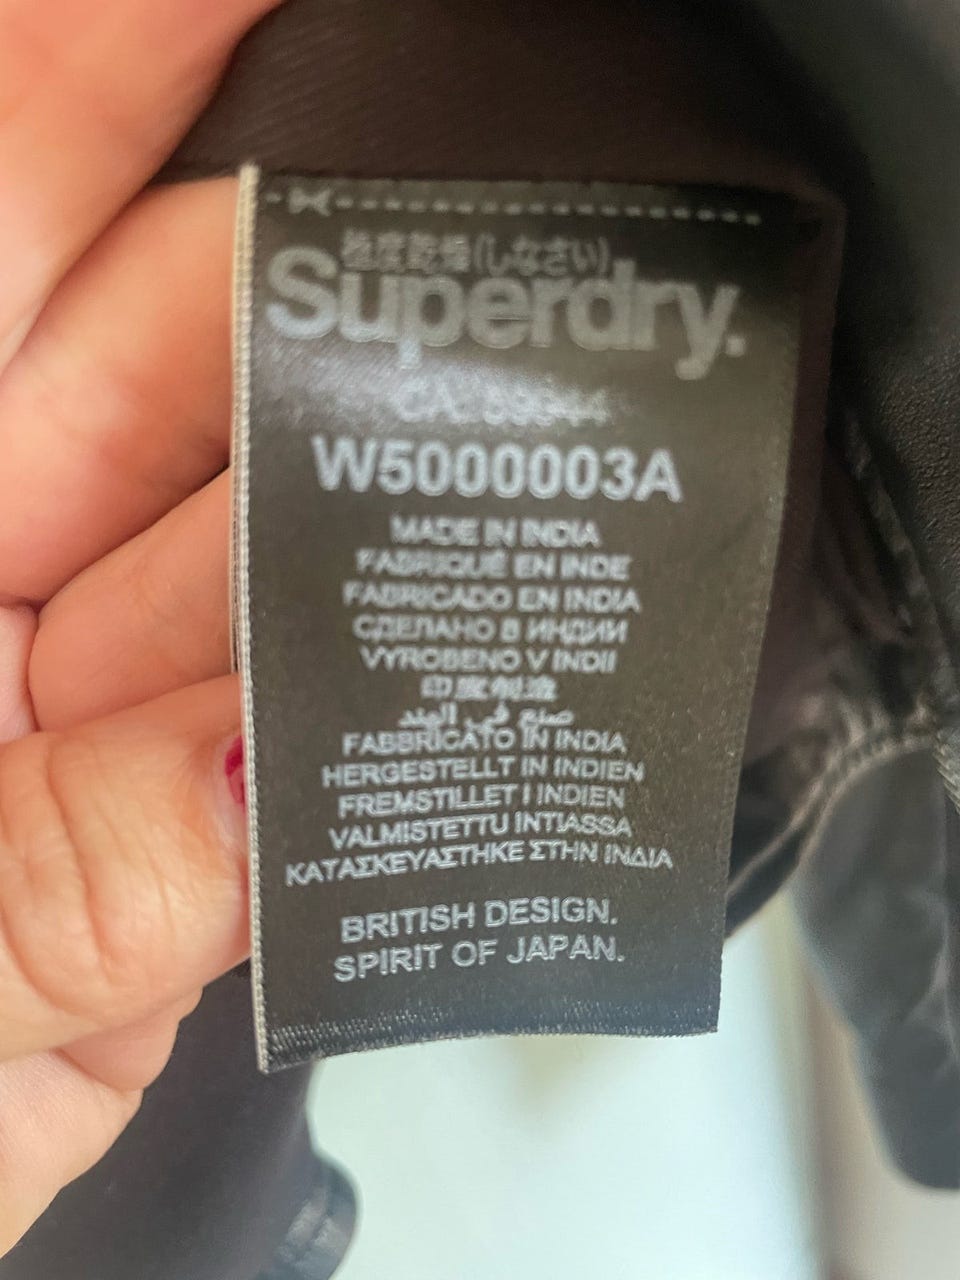 極度乾燥(しなさい)
Superdry.
CA: 39944
W5000003A
MADE IN INDIA
FABRIQUÉ EN INDE
FABRICADO EN INDIA
СДЕЛАНО В ИНДИИ
VYROBENO V INDII
印度制造
صنع في الهند
FABBRICATO IN INDIA
HERGESTELLT IN INDIEN
FREMSTILLET I INDIEN
VALMISTETTU INTIASSA
ΚΑΤΑΣΚΕΥΑΣΤΗΚΕ ΣΤΗΝ ΙΝΔΙΑ
BRITISH DESIGN.
SPIRIT OF JAPAN.